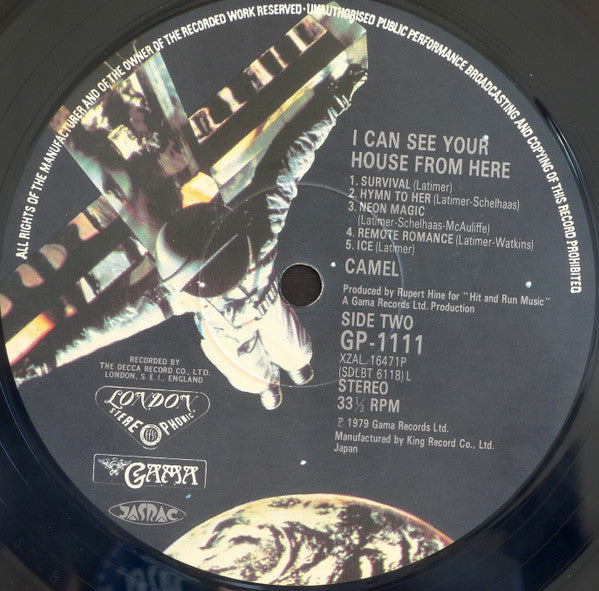 ALL RIGHTS OF THE MANUFACTURER AND OF THE OWNER OF THE RECORDED WORK RESERVED · UNAUTHORISED PUBLIC PERFORMANCE BROADCASTING AND COPYING OF THIS RECORD PROHIBITED
I CAN SEE YOUR
HOUSE FROM HERE
1. SURVIVAL (Latimer)
2. HYMN TO HER (Latimer-Schelhaas)
3. NEON MAGIC
(Latimer-Schelhaas-McAuliffe)
4. REMOTE ROMANCE (Latimer-Watkins)
5. ICE (Latimer)
CAMEL
Produced by Rupert Hine for "Hit and Run Music"
A Gama Records Ltd. Production
SIDE TWO
GP-1111
XZAL 16471P
(SDLBT 6118) L
STEREO
33⅓ RPM
℗ 1979 Gama Records Ltd.
Manufactured by King Record Co., Ltd.
Japan
RECORDED BY
THE DECCA RECORD CO., LTD.
LONDON, S.E.I., ENGLAND
LONDON
STEREOPHONIC
ffss
GAMA
JASRAC